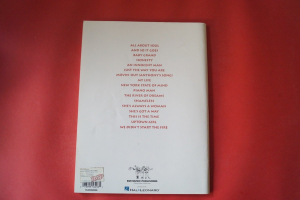 ALL ABOUT SOUL
AND SO IT GOES
BABY GRAND
HONESTY
AN INNOCENT MAN
JUST THE WAY YOU ARE
MOVIN' OUT (ANTHONY'S SONG)
MY LIFE
NEW YORK STATE OF MIND
PIANO MAN
THE RIVER OF DREAMS
SHAMELESS
SHE'S ALWAYS A WOMAN
SHE'S GOT A WAY
THIS IS THE TIME
UPTOWN GIRL
WE DIDN'T START THE FIRE
HAL•LEONARD